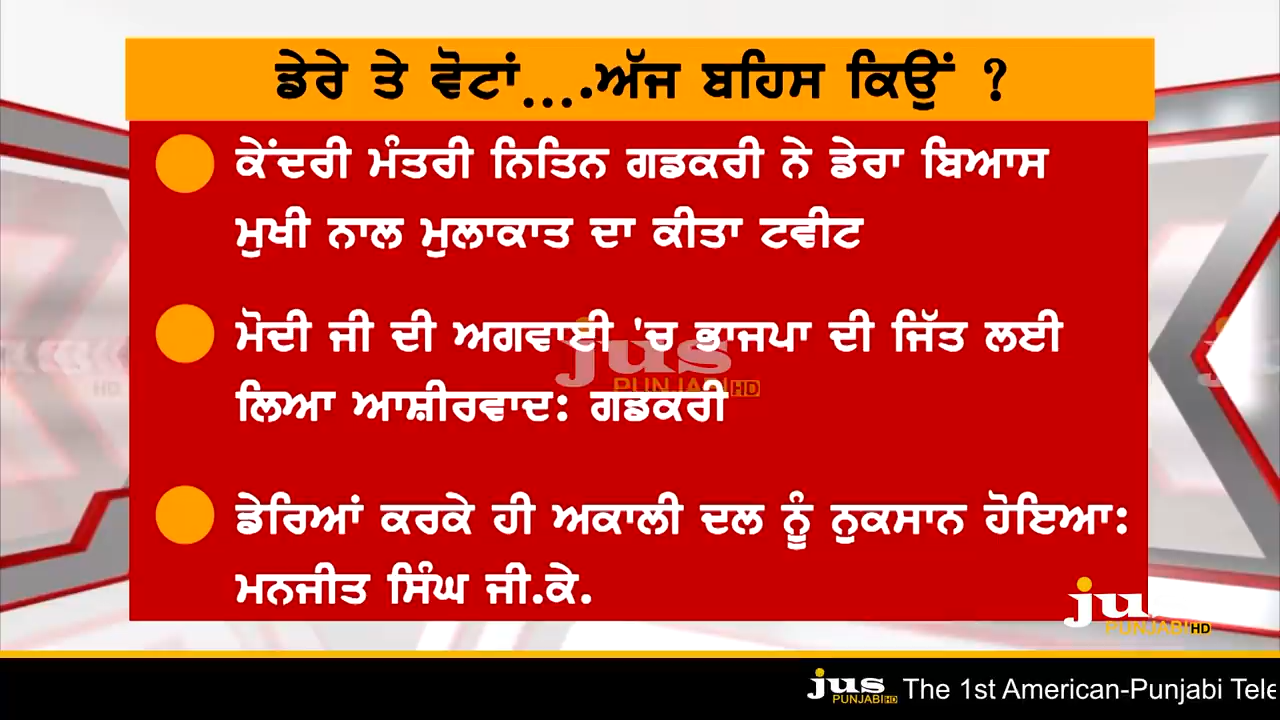 ਡੇਰੇ ਤੇ ਵੋਟਾਂ....ਅੱਜ ਬਹਿਸ ਕਿਉਂ ?
ਕੇਂਦਰੀ ਮੰਤਰੀ ਨਿਤਿਨ ਗਡਕਰੀ ਨੇ ਡੇਰਾ ਬਿਆਸ
ਮੁਖੀ ਨਾਲ ਮੁਲਾਕਾਤ ਦਾ ਕੀਤਾ ਟਵੀਟ
ਮੋਦੀ ਜੀ ਦੀ ਅਗਵਾਈ 'ਚ ਭਾਜਪਾ ਦੀ ਜਿੱਤ ਲਈ
jus
PUNJABI HD
ਲਿਆ ਆਸ਼ੀਰਵਾਦ: ਗਡਕਰੀ
ਡੇਰਿਆਂ ਕਰਕੇ ਹੀ ਅਕਾਲੀ ਦਲ ਨੂੰ ਨੁਕਸਾਨ ਹੋਇਆ:
ਮਨਜੀਤ ਸਿੰਘ ਜੀ.ਕੇ.
jus
PUNJABI HD
jus PUNJABI HD The 1st American-Punjabi Tele